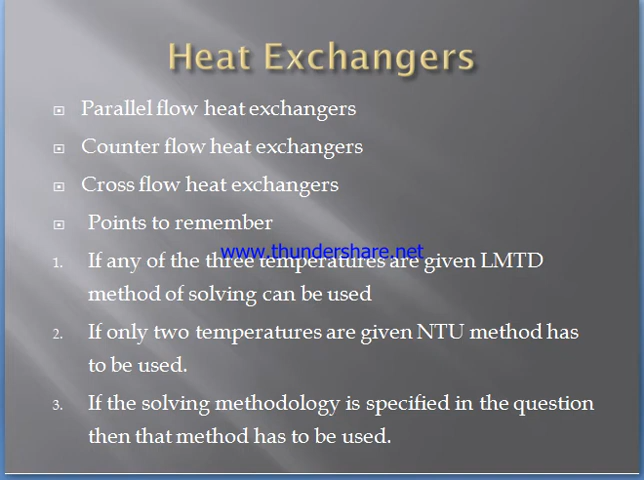 Heat Exchangers
Parallel flow heat exchangers
Counter flow heat exchangers
Cross flow heat exchangers
Points to remember
www.thundershare.net
1. If any of the three temperatures are given LMTD
method of solving can be used
2. If only two temperatures are given NTU method has
to be used.
3. If the solving methodology is specified in the question
then that method has to be used.